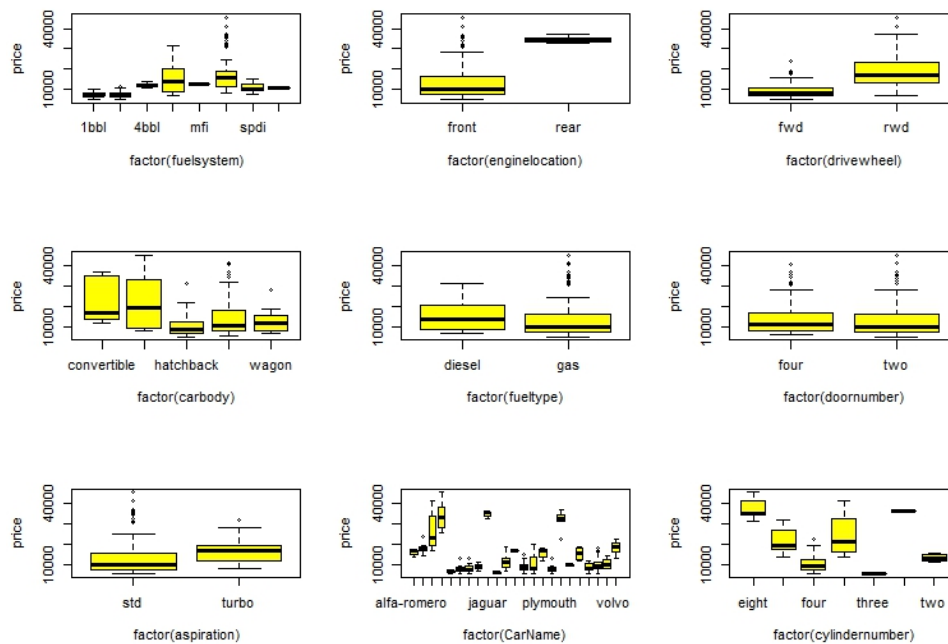 price
40000
10000
1bbl 4bbl mfi spdi
factor(fuelsystem)
price
40000
10000
front rear
factor(enginelocation)
price
40000
10000
fwd rwd
factor(drivewheel)
price
40000
10000
convertible hatchback wagon
factor(carbody)
price
40000
10000
diesel gas
factor(fueltype)
price
40000
10000
four two
factor(doornumber)
price
40000
10000
std turbo
factor(aspiration)
price
40000
10000
alfa-romero jaguar plymouth volvo
factor(CarName)
price
40000
10000
eight four three two
factor(cylindernumber)